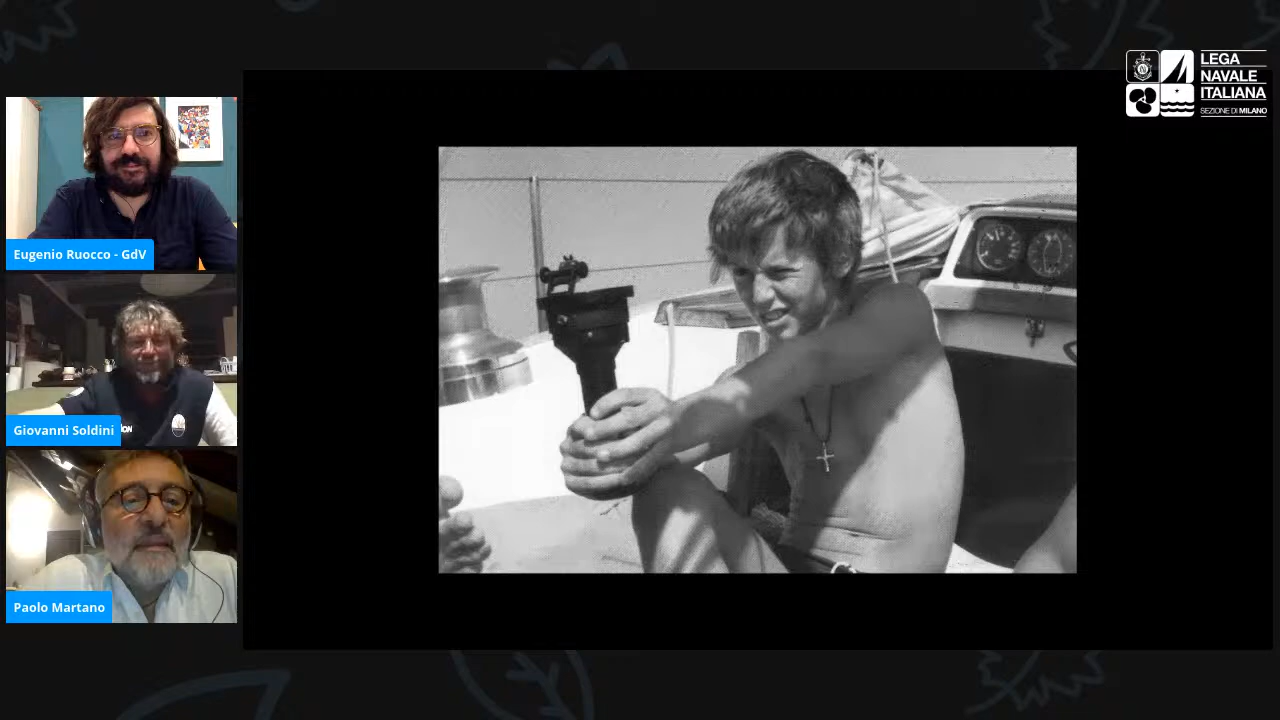 LEGA
NAVALE
ITALIANA
SEZIONE DI MILANO
Eugenio Ruocco - GdV
Giovanni Soldini
Paolo Martano